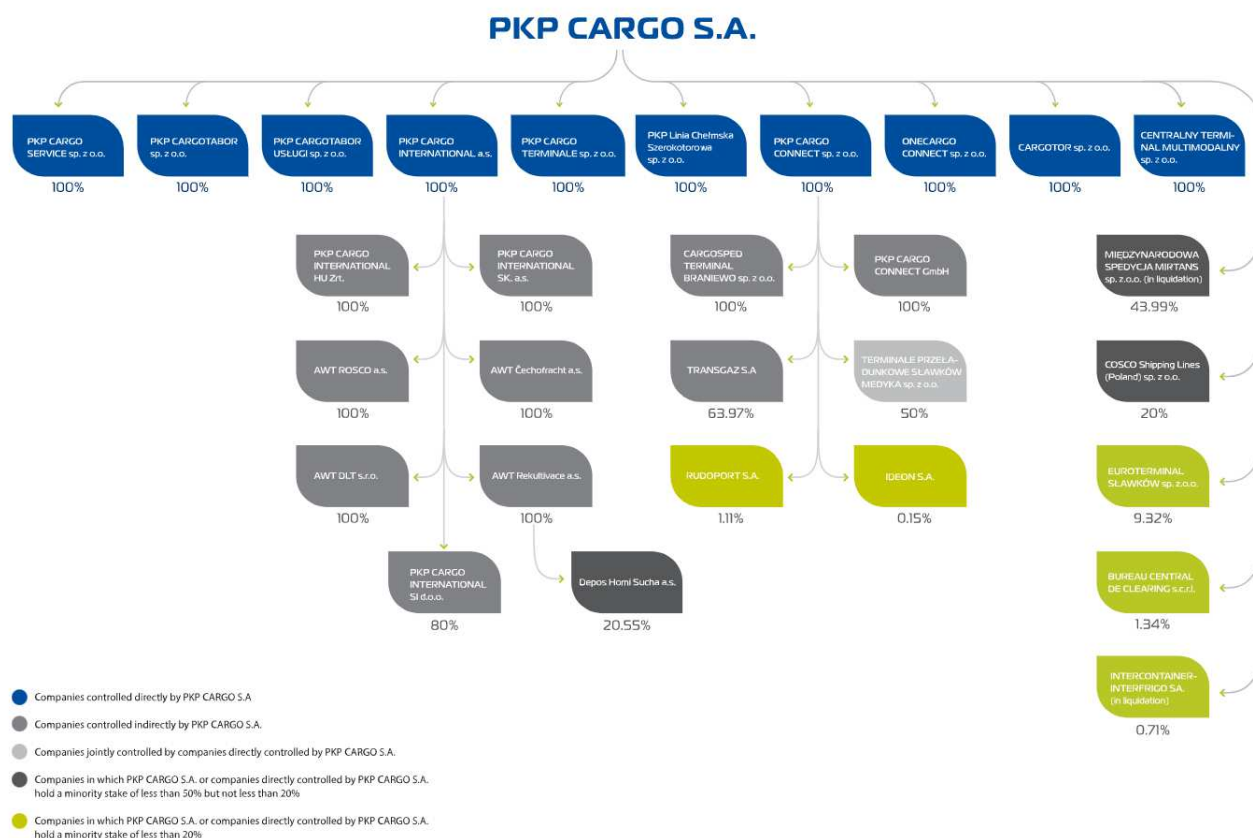 PKP CARGO S.A.
PKP CARGO
SERVICE sp. z o.o.
100%
PKP CARGOTABOR
sp. z o.o.
100%
PKP CARGOTABOR
USŁUGI sp. z o.o.
100%
PKP CARGO
INTERNATIONAL a.s.
100%
PKP CARGO
TERMINALE sp. z o.o.
100%
PKP Linia Chełmska
Szerokotorowa
sp. z o.o.
100%
PKP CARGO
CONNECT sp. z o.o.
100%
ONECARGO
CONNECT sp. z o.o.
100%
CARGOTOR sp. z o.o.
100%
CENTRALNY TERMI-
NAL MULTIMODALNY
sp. z o.o.
100%
PKP CARGO
INTERNATIONAL
HU Zrt.
100%
PKP CARGO
INTERNATIONAL
SK. a.s.
100%
CARGOSPED
TERMINAL
BRANIEWO sp. z o.o.
100%
PKP CARGO
CONNECT GmbH
100%
MIĘDZYNARODOWA
SPEDYCJA MIRTANS
sp. z.o.o. (in liquidation)
43.99%
AWT ROSCO a.s.
100%
AWT Čechofracht a.s.
100%
TRANSGAZ S.A
63.97%
TERMINALE PRZEŁA-
DUNKOWE SŁAWKÓW
MEDYKA sp. z o.o.
50%
COSCO Shipping Lines
(Poland) sp. z o.o.
20%
AWT DLT s.r.o.
100%
AWT Rekultivace a.s.
100%
RUDOPORT S.A.
1.11%
IDEON S.A.
0.15%
EUROTERMINAL
SŁAWKÓW sp. z.o.o.
9.32%
PKP CARGO
INTERNATIONAL
SI d.o.o.
80%
Depos Horni Sucha a.s.
20.55%
BUREAU CENTRAL
DE CLEARING s.c.r.l.
1.34%
INTERCONTAINER-
INTERFRIGO SA.
(in liquidation)
0.71%
Companies controlled directly by PKP CARGO S.A
Companies controlled indirectly by PKP CARGO S.A.
Companies jointly controlled by companies directly controlled by PKP CARGO S.A.
Companies in which PKP CARGO S.A. or companies directly controlled by PKP CARGO S.A.
hold a minority stake of less than 50% but not less than 20%
Companies in which PKP CARGO S.A. or companies directly controlled by PKP CARGO S.A.
hold a minority stake of less than 20%